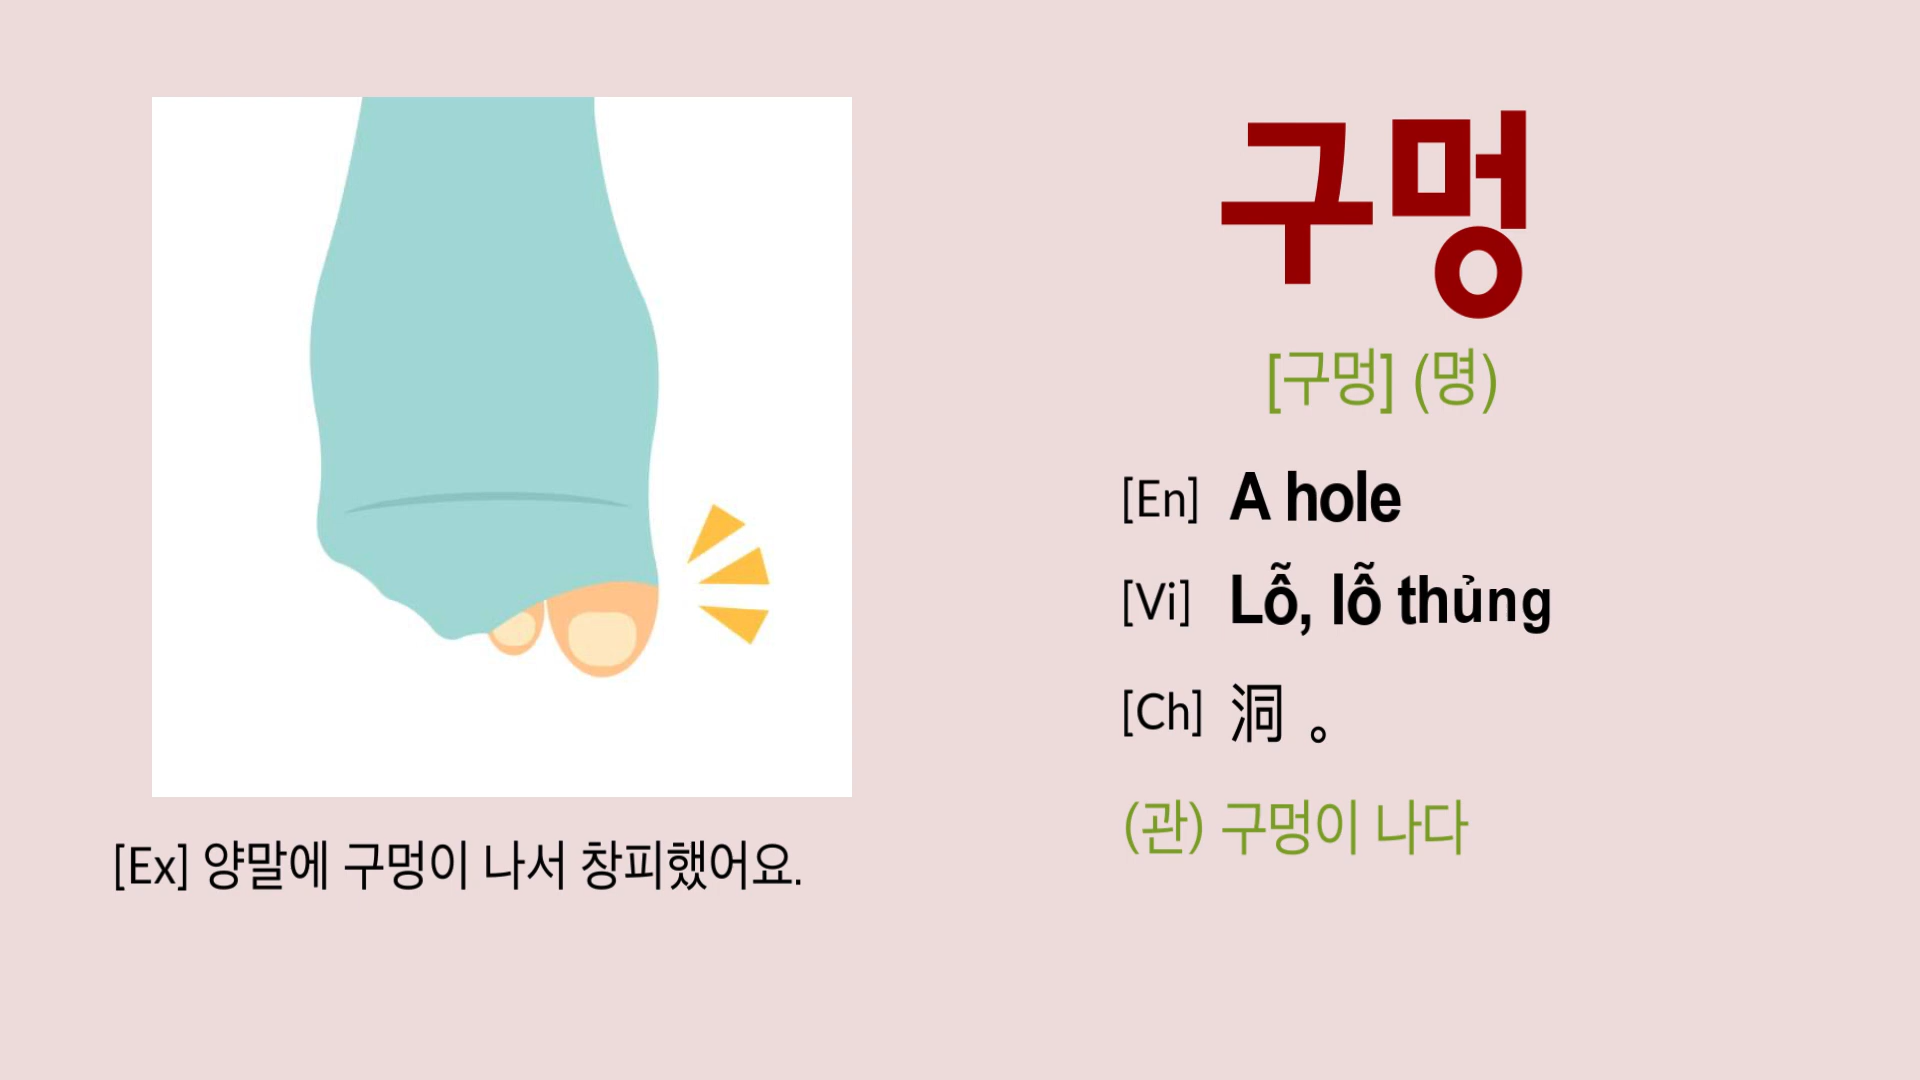 구멍
[구멍] (명)
[En] A hole
[Vi] Lỗ, lỗ thủng
[Ch] 洞 。
(관) 구멍이 나다
[Ex] 양말에 구멍이 나서 창피했어요.